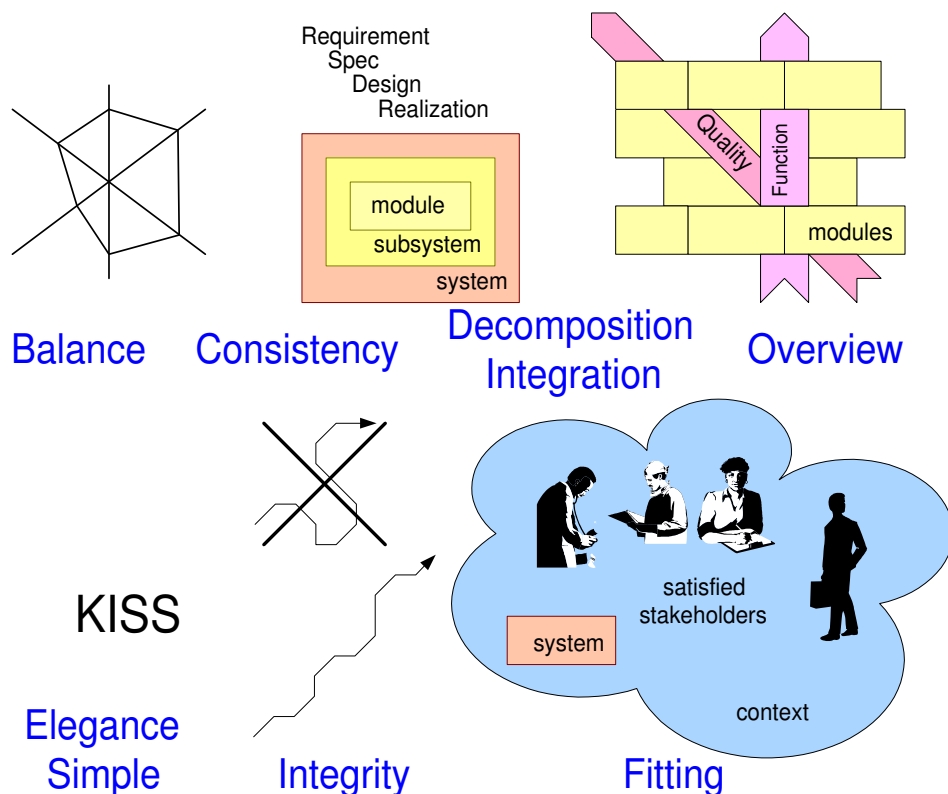 Requirement
Spec
Design
Realization
module
subsystem
system
Quality
Function
modules
Balance
Consistency
Decomposition
Integration
Overview
KISS
satisfied
stakeholders
system
context
Elegance
Simple
Integrity
Fitting